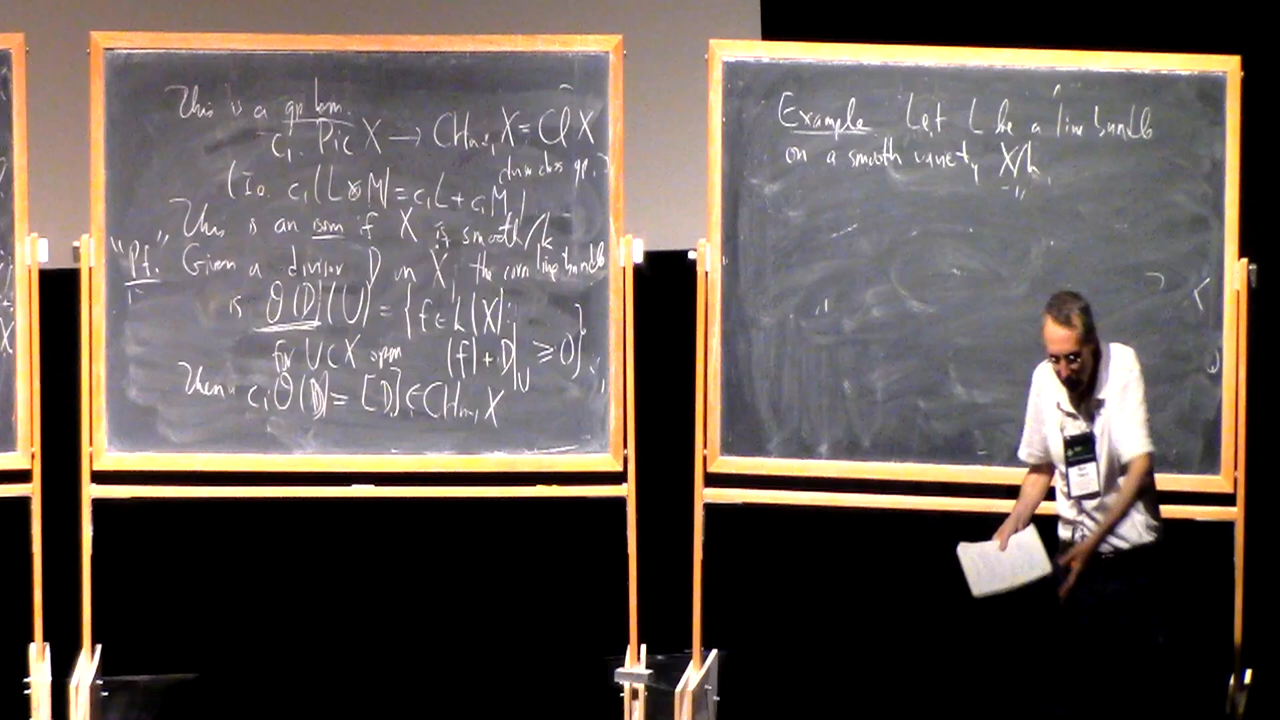 This is a gp hom.
c₁: Pic X → CHₙ₋₁ X = Cl X
divisor class gp.
(I.e. c₁(L⊗M) = c₁L + c₁M)
This is an isom if X is smooth/k
"Pf." Given a divisor D on X, the corr. line bundle
is O(D)(U) = {f ∈ k(X):
for U⊂X open (f) + D|_U ≥ 0}.
Then c₁O(D) = [D] ∈ CHₙ₋₁X
Example Let L be a line bundle
on a smooth variety X/k.